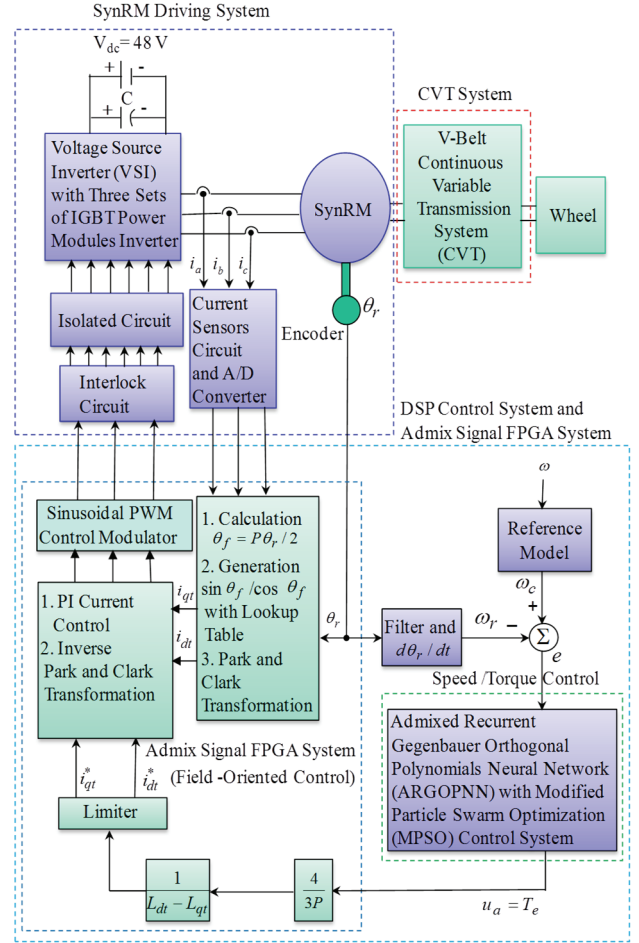 SynRM Driving System
V_dc = 48 V
+ -
C
+ -
CVT System
Voltage Source
Inverter (VSI)
with Three Sets
of IGBT Power
Modules Inverter
SynRM
V-Belt
Continuous
Variable
Transmission
System
(CVT)
Wheel
i_a i_b i_c
Isolated Circuit
Current
Sensors
Circuit
and A/D
Converter
Encoder
θ_r
Interlock
Circuit
DSP Control System and
Admix Signal FPGA System
ω
Sinusoidal PWM
Control Modulator
1. Calculation
θ_f = Pθ_r / 2
2. Generation
sin θ_f /cos θ_f
with Lookup
Table
3. Park and
Clark
Transformation
Reference
Model
ω_c
+
1. PI Current
Control
2. Inverse
Park and Clark
Transformation
i_qt
i_dt
θ_r
Filter and
dθ_r / dt
ω_r
-
Σ
e
Speed /Torque Control
Admixed Recurrent
Gegenbauer Orthogonal
Polynomials Neural Network
(ARGOPNN) with Modified
Particle Swarm Optimization
(MPSO) Control System
Admix Signal FPGA System
(Field -Oriented Control)
i*_qt i*_dt
Limiter
1
L_dt – L_qt
4
3P
u_a = T_e